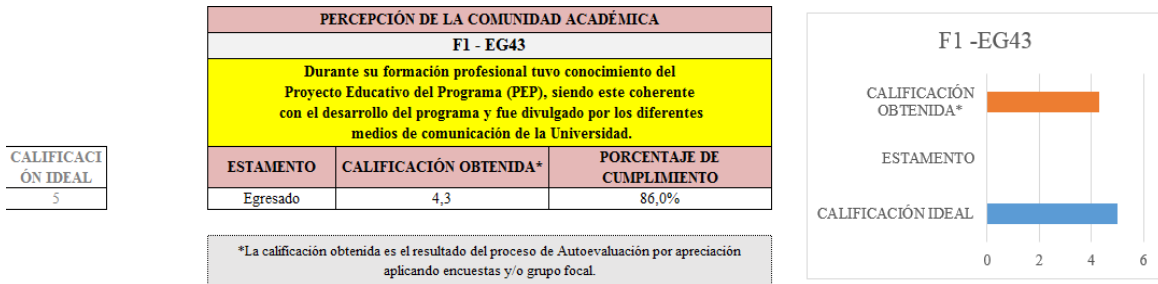 PERCEPCIÓN DE LA COMUNIDAD ACADÉMICA
F1 - EG43
Durante su formación profesional tuvo conocimiento del
Proyecto Educativo del Programa (PEP), siendo este coherente
con el desarrollo del programa y fue divulgado por los diferentes
medios de comunicación de la Universidad.
CALIFICACI
ÓN IDEAL
5
ESTAMENTO CALIFICACIÓN OBTENIDA* PORCENTAJE DE
CUMPLIMIENTO
Egresado 4,3 86,0%
*La calificación obtenida es el resultado del proceso de Autoevaluación por apreciación
aplicando encuestas y/o grupo focal.
F1 -EG43
CALIFICACIÓN
OBTENIDA*
ESTAMENTO
CALIFICACIÓN IDEAL
0 2 4 6